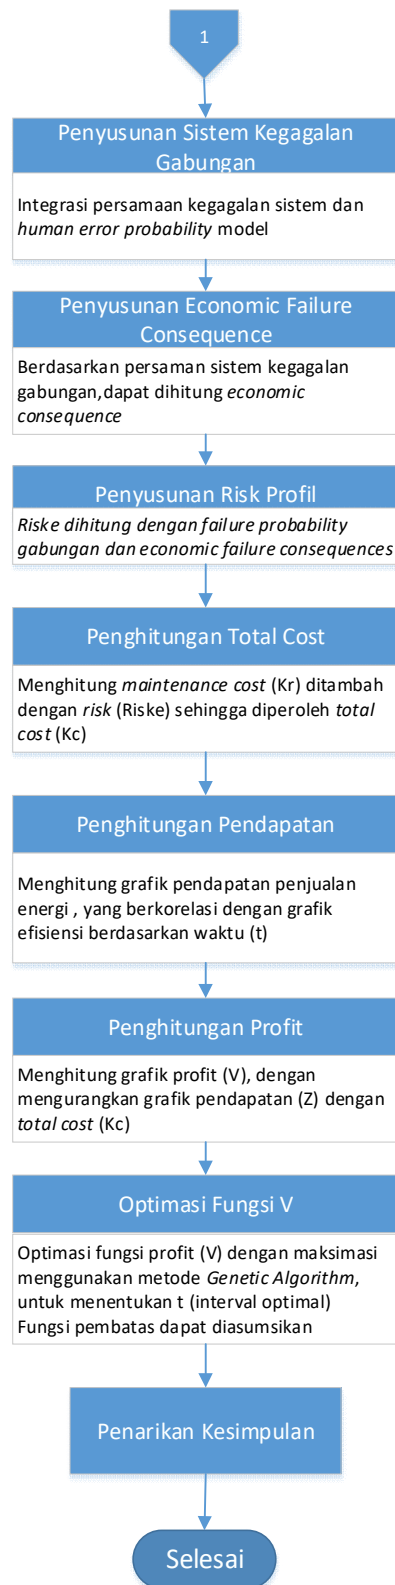 1
Penyusunan Sistem Kegagalan
Gabungan
Integrasi persamaan kegagalan sistem dan
human error probability model
Penyusunan Economic Failure
Consequence
Berdasarkan persaman sistem kegagalan
gabungan,dapat dihitung economic
consequence
Penyusunan Risk Profil
Riske dihitung dengan failure probability
gabungan dan economic failure consequences
Penghitungan Total Cost
Menghitung maintenance cost (Kr) ditambah
dengan risk (Riske) sehingga diperoleh total
cost (Kc)
Penghitungan Pendapatan
Menghitung grafik pendapatan penjualan
energi , yang berkorelasi dengan grafik
efisiensi berdasarkan waktu (t)
Penghitungan Profit
Menghitung grafik profit (V), dengan
mengurangkan grafik pendapatan (Z) dengan
total cost (Kc)
Optimasi Fungsi V
Optimasi fungsi profit (V) dengan maksimasi
menggunakan metode Genetic Algorithm,
untuk menentukan t (interval optimal)
Fungsi pembatas dapat diasumsikan
Penarikan Kesimpulan
Selesai